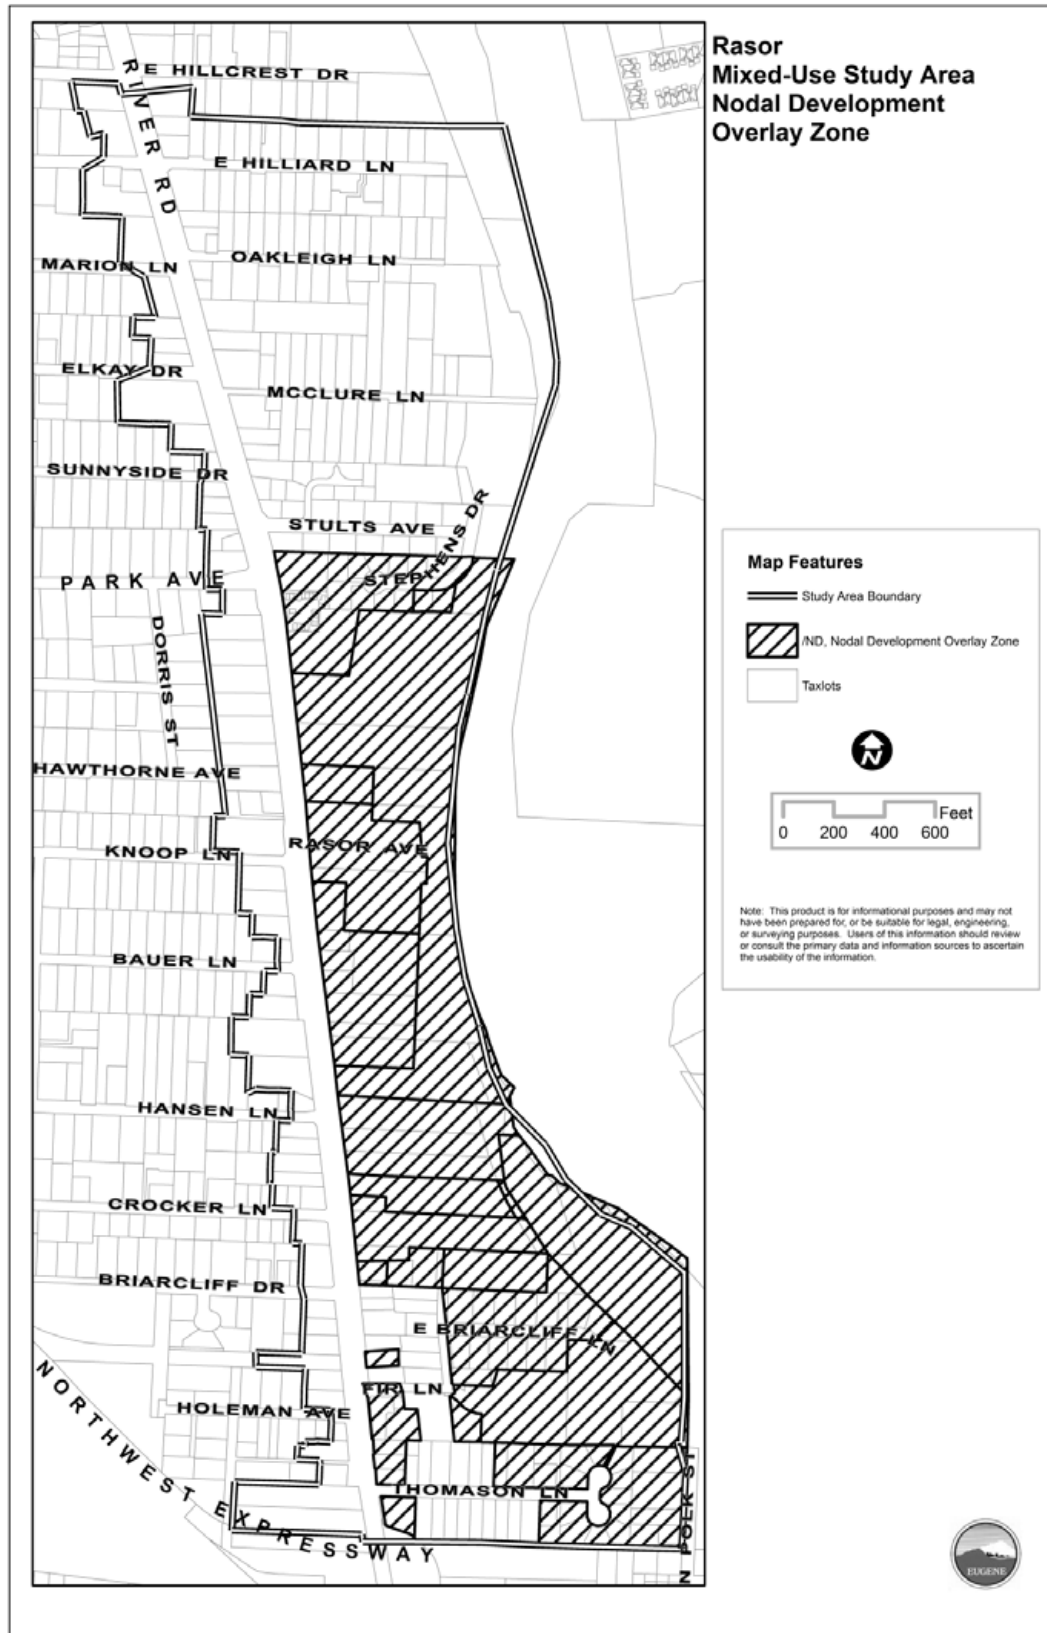 Rasor
Mixed-Use Study Area
Nodal Development
Overlay Zone
E HILLCREST DR
RIVER RD
E HILLIARD LN
OAKLEIGH LN
MARION LN
ELKAY DR
MCCLURE LN
SUNNYSIDE DR
STULTS AVE
STEPHENS DR
PARK AVE
DORRIS ST
HAWTHORNE AVE
RASOR AVE
KNOOP LN
BAUER LN
HANSEN LN
CROCKER LN
BRIARCLIFF DR
E BRIARCLIFF LN
FIR LN
HOLEMAN AVE
THOMASON LN
NORTHWEST EXPRESSWAY
N POLK ST
Map Features
Study Area Boundary
/ND, Nodal Development Overlay Zone
Taxlots
N
Feet
0 200 400 600
Note: This product is for informational purposes and may not
have been prepared for, or be suitable for legal, engineering,
or surveying purposes. Users of this information should review
or consult the primary data and information sources to ascertain
the usability of the information.
EUGENE